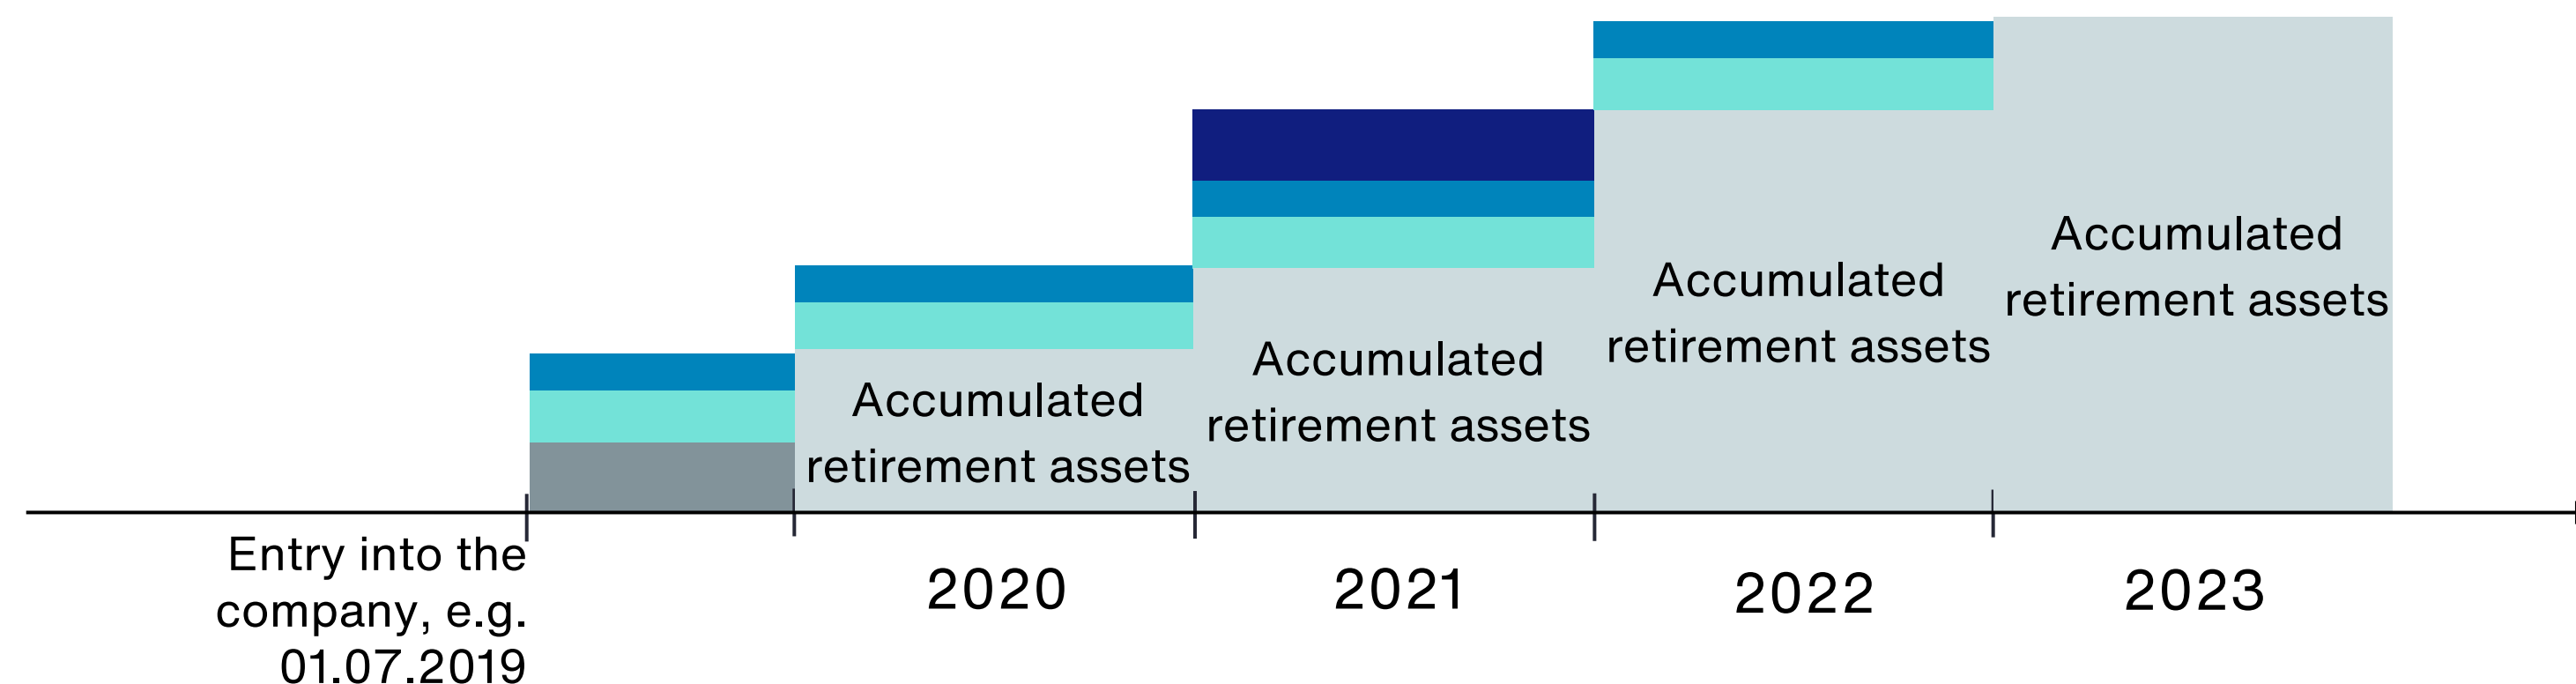 Accumulated
retirement assets
Accumulated
retirement assets
Accumulated
retirement assets
Accumulated
retirement assets
Entry into the
company, e.g.
01.07.2019
2020
2021
2022
2023